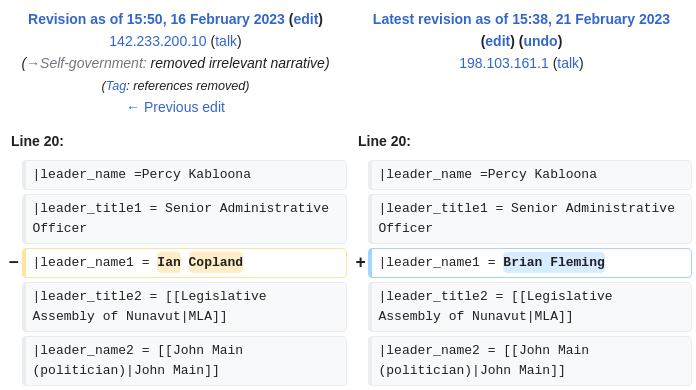 Revision as of 15:50, 16 February 2023 (edit)
142.233.200.10 (talk)
(→Self-government: removed irrelevant narrative)
(Tag: references removed)
← Previous edit
Latest revision as of 15:38, 21 February 2023
(edit) (undo)
198.103.161.1 (talk)
Line 20:
Line 20:
|leader_name =Percy Kabloona
|leader_name =Percy Kabloona
|leader_title1 = Senior Administrative
Officer
|leader_title1 = Senior Administrative
Officer
− |leader_name1 = Ian Copland
+ |leader_name1 = Brian Fleming
|leader_title2 = [[Legislative
Assembly of Nunavut|MLA]]
|leader_title2 = [[Legislative
Assembly of Nunavut|MLA]]
|leader_name2 = [[John Main
(politician)|John Main]]
|leader_name2 = [[John Main
(politician)|John Main]]